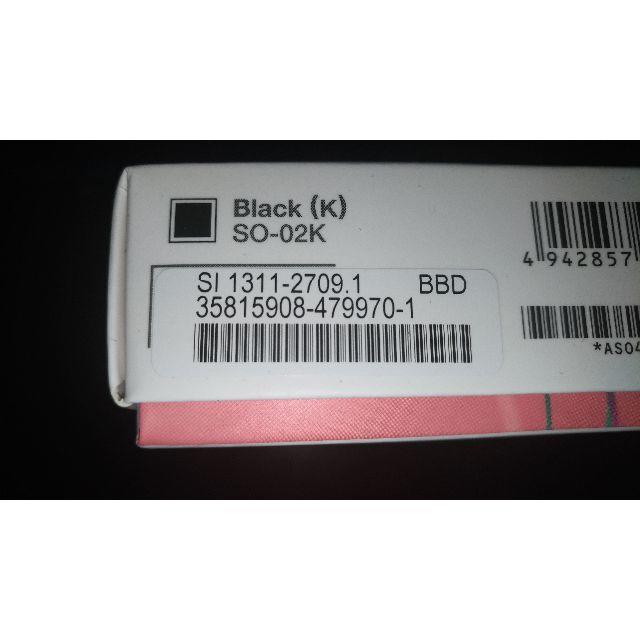 Black (K)
SO-02K
SI 1311-2709.1 BBD
35815908-479970-1
4 942857
*AS04